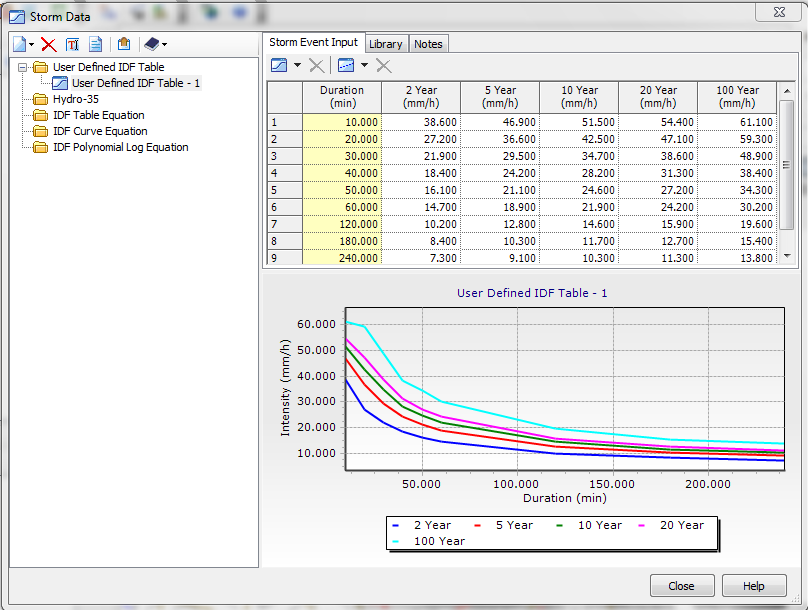 Storm Data
User Defined IDF Table
User Defined IDF Table - 1
Hydro-35
IDF Table Equation
IDF Curve Equation
IDF Polynomial Log Equation
Storm Event Input Library Notes
Duration (min) 2 Year (mm/h) 5 Year (mm/h) 10 Year (mm/h) 20 Year (mm/h) 100 Year (mm/h)
1 10.000 38.600 46.900 51.500 54.400 61.100
2 20.000 27.200 36.600 42.500 47.100 59.300
3 30.000 21.900 29.500 34.700 38.600 48.900
4 40.000 18.400 24.200 28.200 31.300 38.400
5 50.000 16.100 21.100 24.600 27.200 34.300
6 60.000 14.700 18.900 21.900 24.200 30.200
7 120.000 10.200 12.800 14.600 15.900 19.600
8 180.000 8.400 10.300 11.700 12.700 15.400
9 240.000 7.300 9.100 10.300 11.300 13.800
User Defined IDF Table - 1
Intensity (mm/h)
60.000
50.000
40.000
30.000
20.000
10.000
50.000 100.000 150.000 200.000
Duration (min)
2 Year 5 Year 10 Year 20 Year
100 Year
Close Help